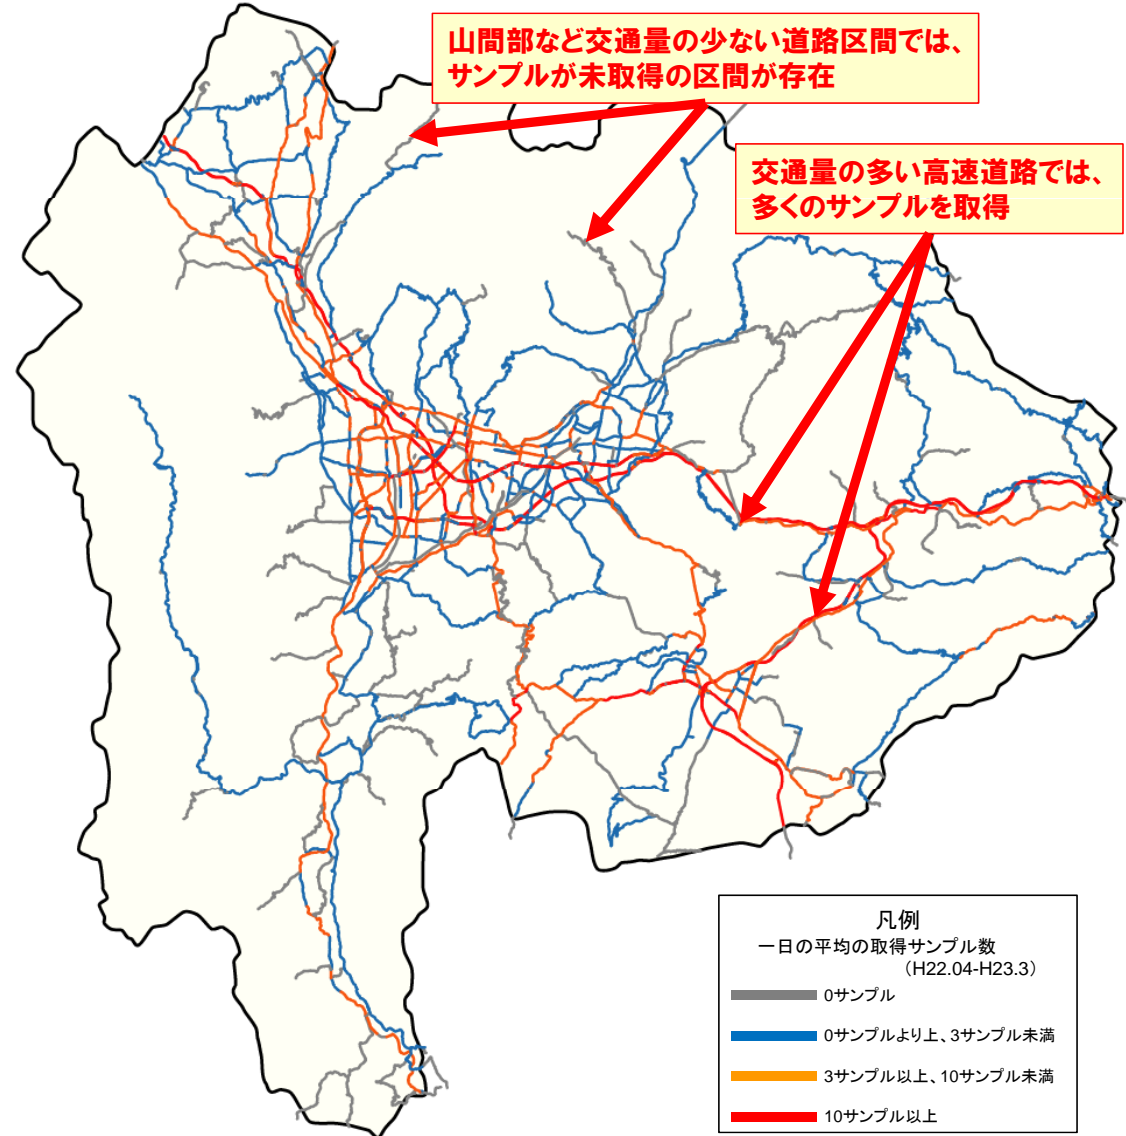 山間部など交通量の少ない道路区間では、
サンプルが未取得の区間が存在
交通量の多い高速道路では、
多くのサンプルを取得
凡例
一日の平均の取得サンプル数
（H22.04-H23.3）
0サンプル
0サンプルより上、3サンプル未満
3サンプル以上、10サンプル未満
10サンプル以上